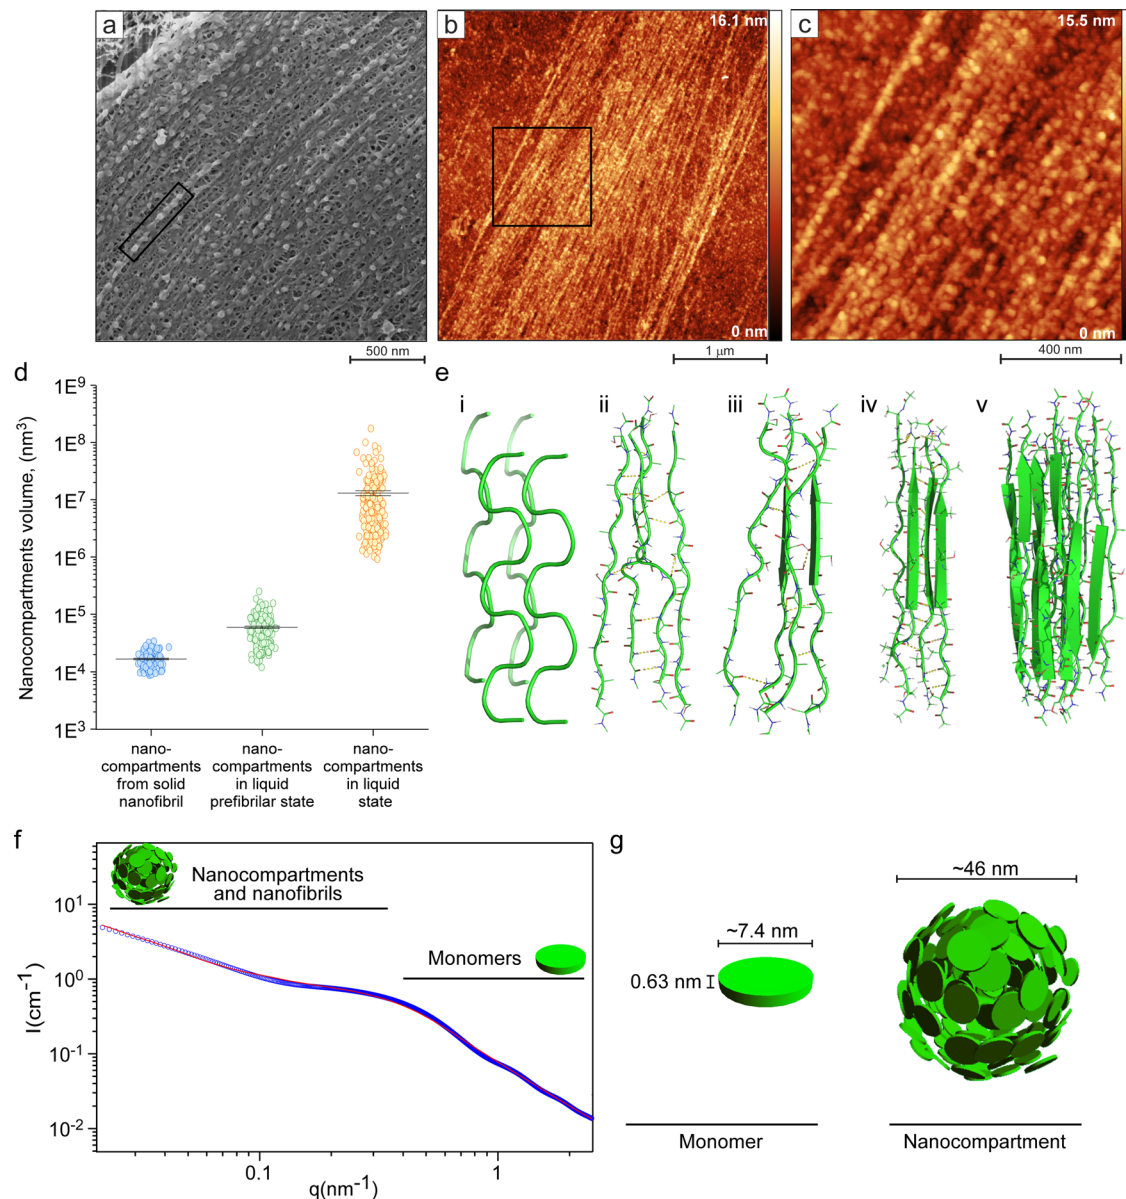 a
b
16.1 nm
0 nm
c
15.5 nm
0 nm
500 nm
1 μm
400 nm
d
Nanocompartments volume, (nm³)
1E⁹
1E⁸
1E⁷
1E⁶
1E⁵
1E⁴
1E³
nano-
compartments
from solid
nanofibril
nano-
compartments
in liquid
prefibrilar state
nano-
compartments
in liquid
state
e
i
ii
iii
iv
v
f
Nanocompartments
and nanofibrils
Monomers
I(cm⁻¹)
10¹
10⁰
10⁻¹
10⁻²
0.1
1
q(nm⁻¹)
g
~7.4 nm
0.63 nm
Monomer
~46 nm
Nanocompartment